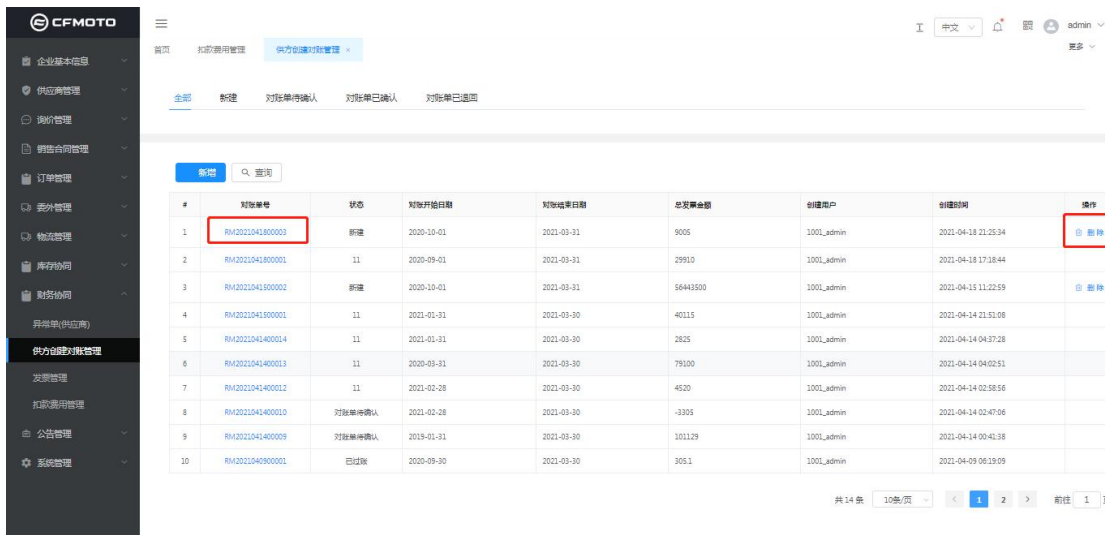 CFMOTO
中文
admin
首页
扣款费用管理
供方创建对账管理 ×
更多
企业基本信息
供应商管理
询价管理
销售合同管理
订单管理
委外管理
物流管理
库存协同
财务协同
异常单(供应商)
供方创建对账管理
发票管理
扣款费用管理
公告管理
系统管理
全部 新建 对账单待确认 对账单已确认 对账单已退回
新增 查询
# 对账单号 状态 对账开始日期 对账结束日期 总发票金额 创建用户 创建时间 操作
1 RM2021041800003 新建 2020-10-01 2021-03-31 9005 1001_admin 2021-04-18 21:25:34 删除
2 RM2021041800001 11 2020-09-01 2021-03-31 29910 1001_admin 2021-04-18 17:18:44
3 RM2021041500002 新建 2020-10-01 2021-03-31 56443500 1001_admin 2021-04-15 11:22:59 删除
4 RM2021041500001 11 2021-01-31 2021-03-30 40115 1001_admin 2021-04-14 21:51:08
5 RM2021041400014 11 2021-01-31 2021-03-30 2825 1001_admin 2021-04-14 04:37:28
6 RM2021041400013 11 2020-03-31 2021-03-30 79100 1001_admin 2021-04-14 04:02:51
7 RM2021041400012 11 2021-02-28 2021-03-30 4520 1001_admin 2021-04-14 02:58:56
8 RM2021041400010 对账单待确认 2021-02-28 2021-03-30 -3305 1001_admin 2021-04-14 02:47:06
9 RM2021041400009 对账单待确认 2019-01-31 2021-03-30 101129 1001_admin 2021-04-14 00:41:38
10 RM2021040900001 已过账 2020-09-30 2021-03-30 305.1 1001_admin 2021-04-09 06:19:09
共 14 条 10条/页 < 1 2 > 前往 1